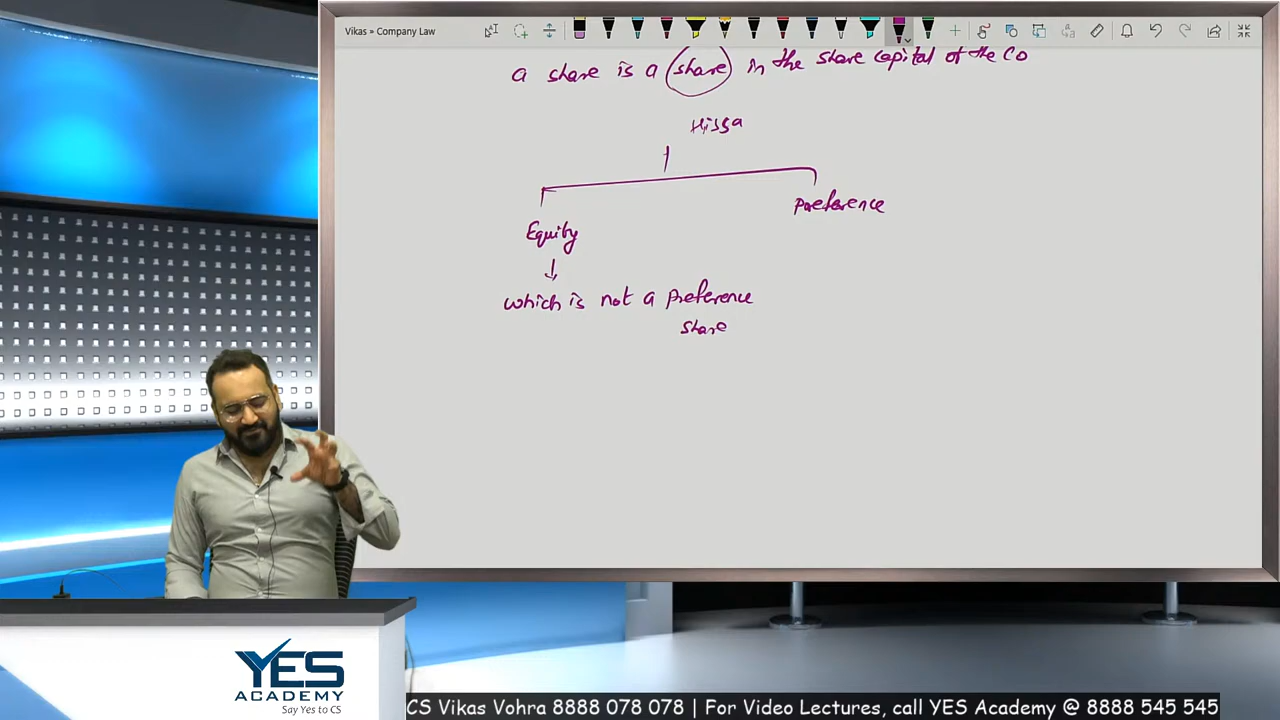 Vikas » Company Law
a share is a share in the share capital of the Co
Hissa
Equity
Preference
which is not a preference
share
YES
ACADEMY
Say Yes to CS
CS Vikas Vohra 8888 078 078 | For Video Lectures, call YES Academy @ 8888 545 545